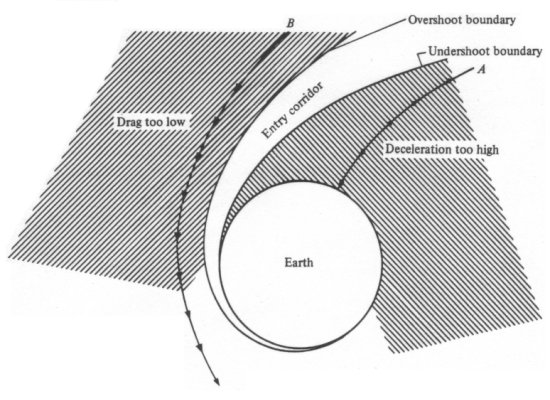 B
Overshoot boundary
Undershoot boundary
A
Entry corridor
Drag too low
Deceleration too high
Earth